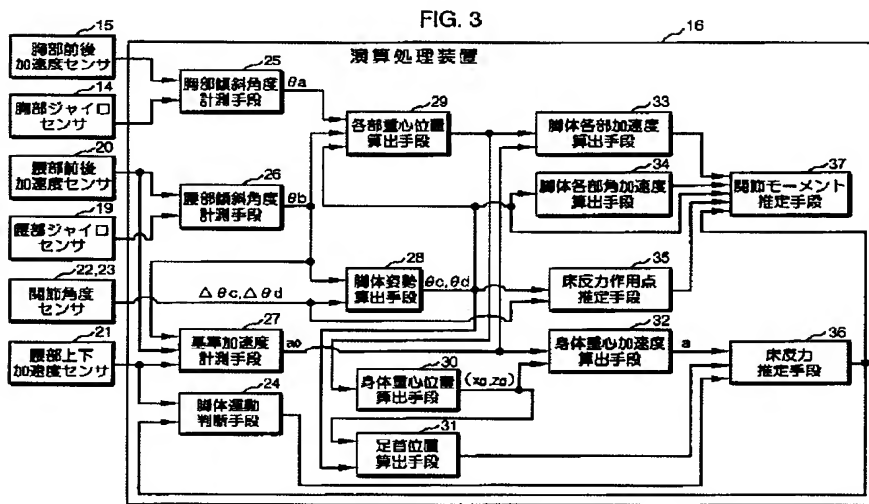 FIG. 3
15
胸部前後
加速度センサ
14
胸部ジャイロ
センサ
20
腰部前後
加速度センサ
19
腰部ジャイロ
センサ
22,23
関節角度
センサ
21
腰部上下
加速度センサ
16
演算処理装置
25
胸部傾斜角度
計測手段
θa
26
腰部傾斜角度
計測手段
θb
△θc,△θd
27
基準加速度
計測手段
a0
24
脚体運動
判断手段
29
各部重心位置
算出手段
28
脚体姿勢
算出手段
θc,θd
30
身体重心位置
算出手段
(xg,zg)
31
足首位置
算出手段
33
脚体各部加速度
算出手段
34
脚体各部角加速度
算出手段
35
床反力作用点
推定手段
32
身体重心加速度
算出手段
a
37
関節モーメント
推定手段
36
床反力
推定手段